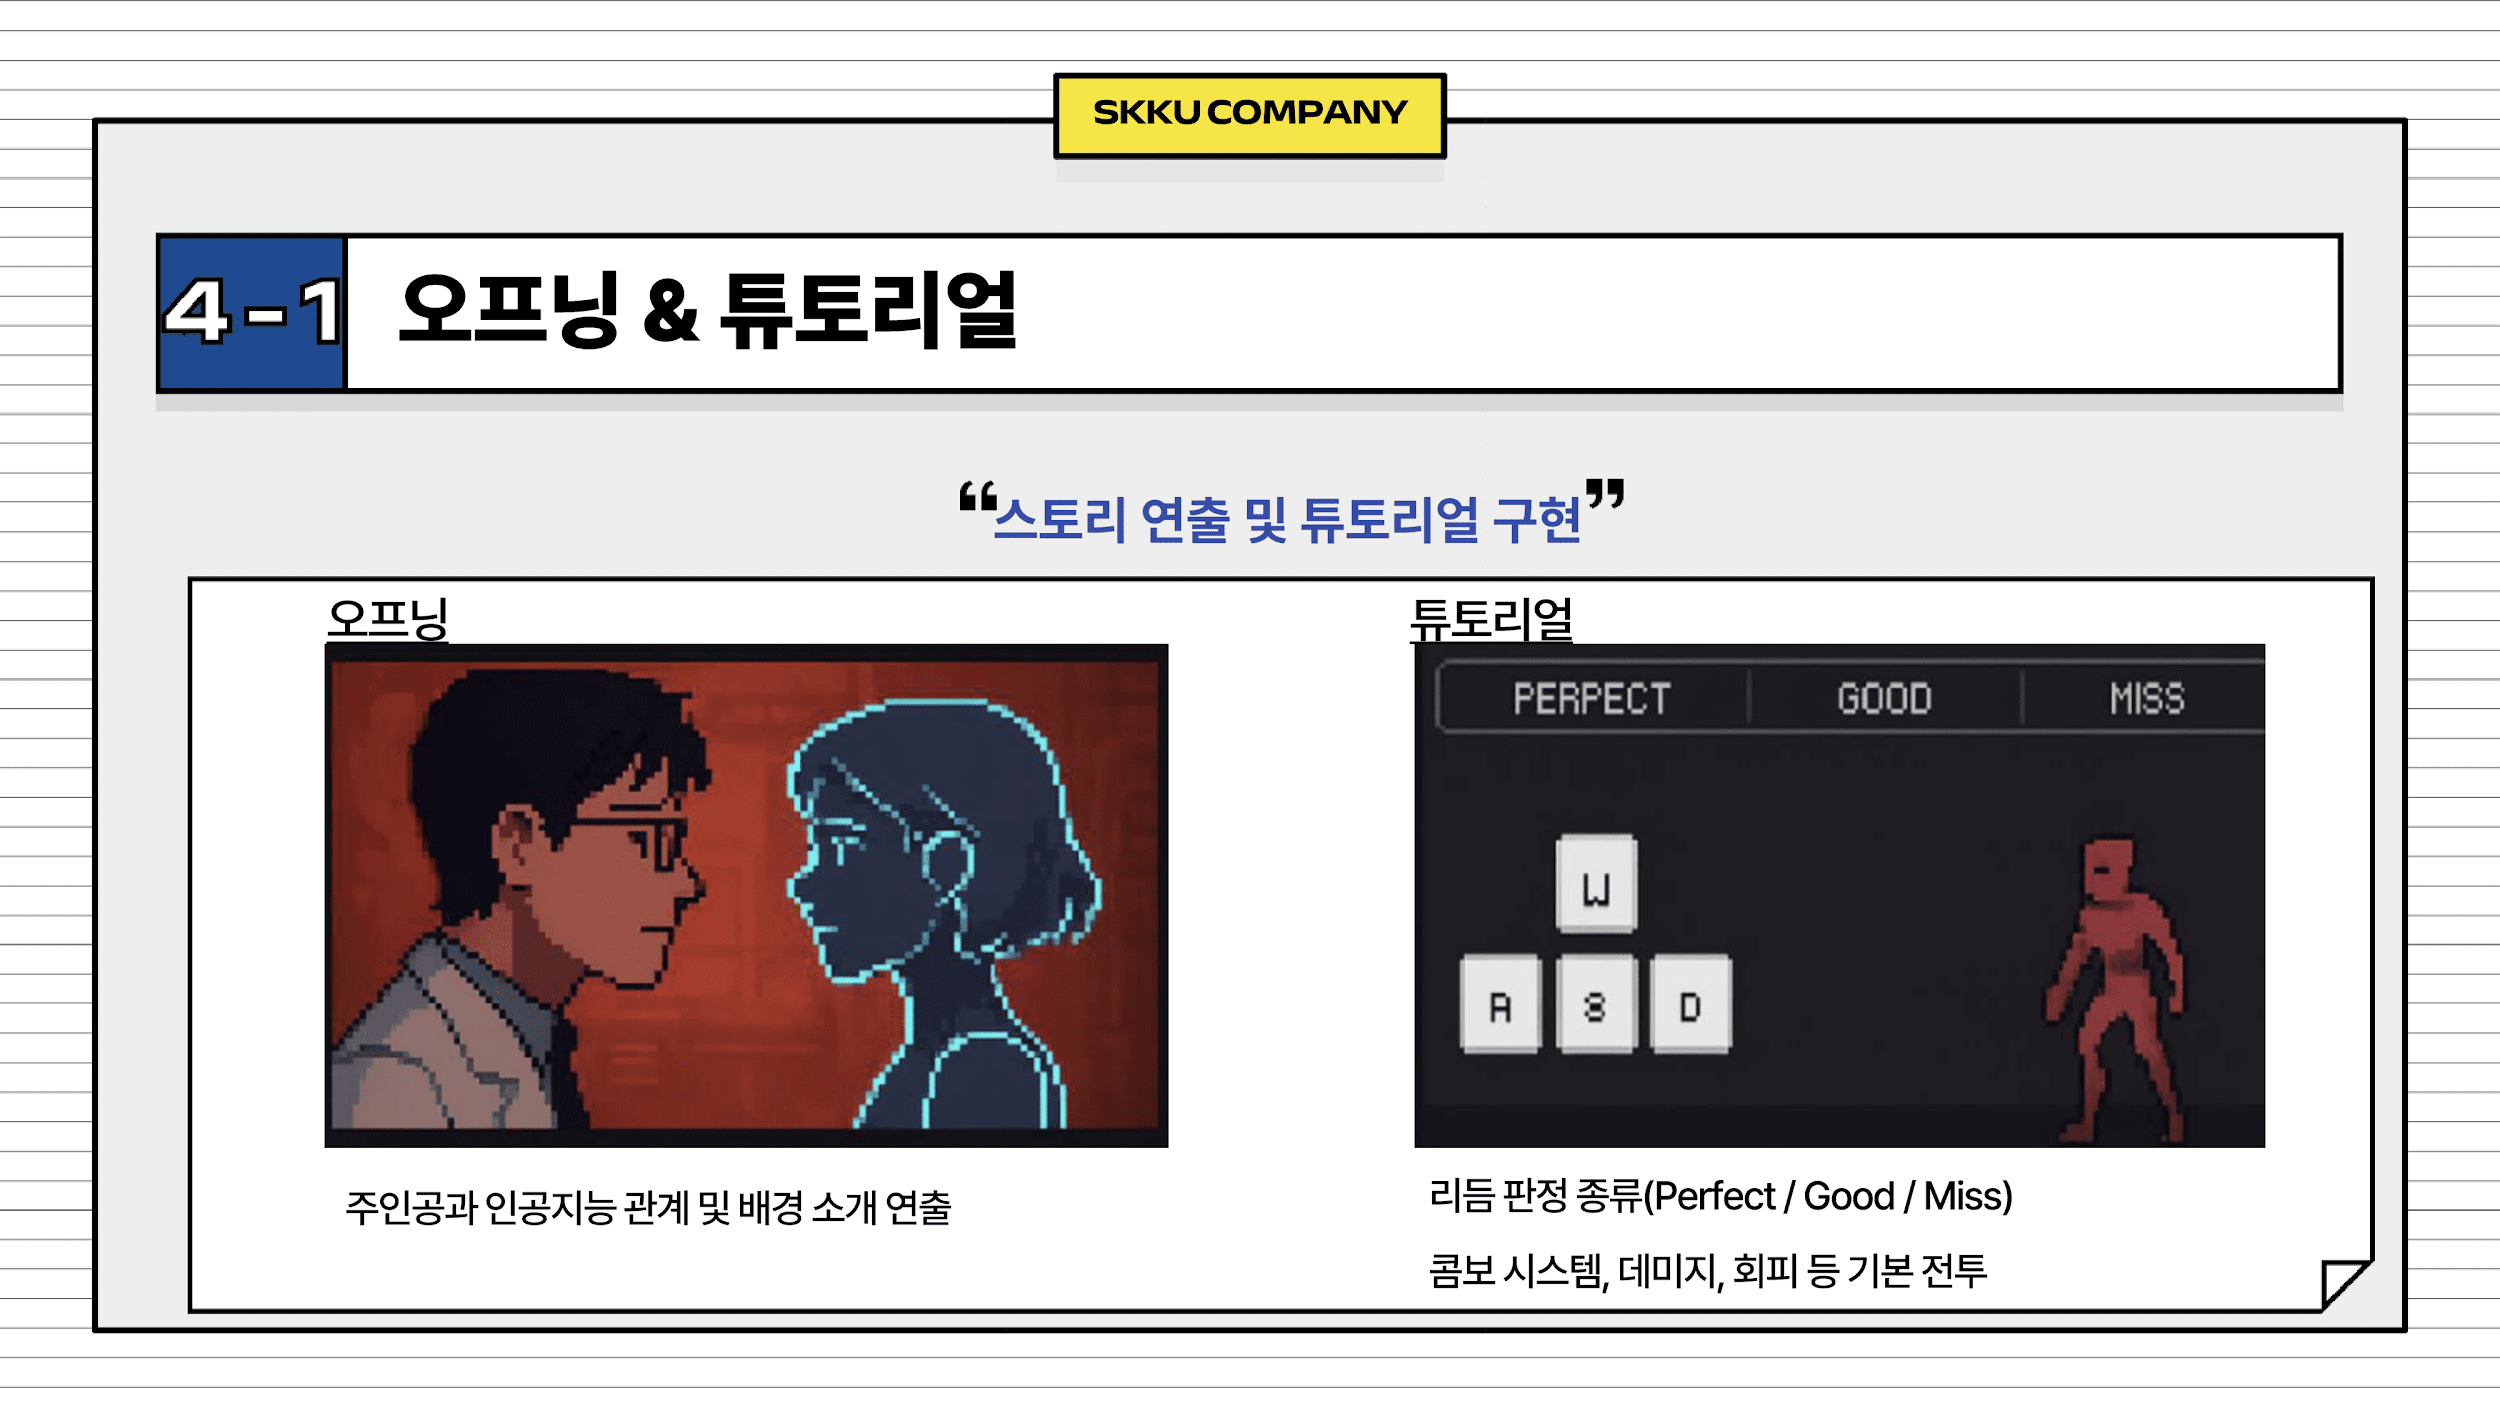 SKKU COMPANY
4-1
오프닝 & 튜토리얼
“스토리 연출 및 튜토리얼 구현”
오프닝
튜토리얼
PERPECT
GOOD
MISS
W
A
8
D
주인공과 인공지능 관계 및 배경 소개 연출
리듬 판정 종류(Perfect / Good / Miss)
콤보 시스템, 데미지, 회피 등 기본 전투